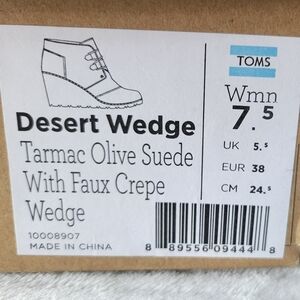 TOMS
Desert Wedge
Tarmac Olive Suede
With Faux Crepe
Wedge
10008907
MADE IN CHINA
Wmn
7.5
UK 5.5
EUR 38
CM 24.5
8 89556 09444 8